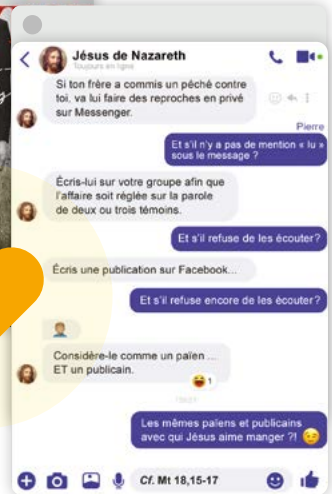 Jésus de Nazareth
Toujours en ligne
Si ton frère a commis un péché contre
toi, va lui faire des reproches en privé
sur Messenger.
Pierre
Et s'il n'y a pas de mention « lu »
sous le message ?
Écris-lui sur votre groupe afin que
l'affaire soit réglée sur la parole
de deux ou trois témoins.
Et s'il refuse de les écouter?
Écris une publication sur Facebook...
Et s'il refuse encore de les écouter?
Considère-le comme un païen ...
ET un publicain.
1
Les mêmes païens et publicains
avec qui Jésus aime manger ?!
Cf. Mt 18,15-17